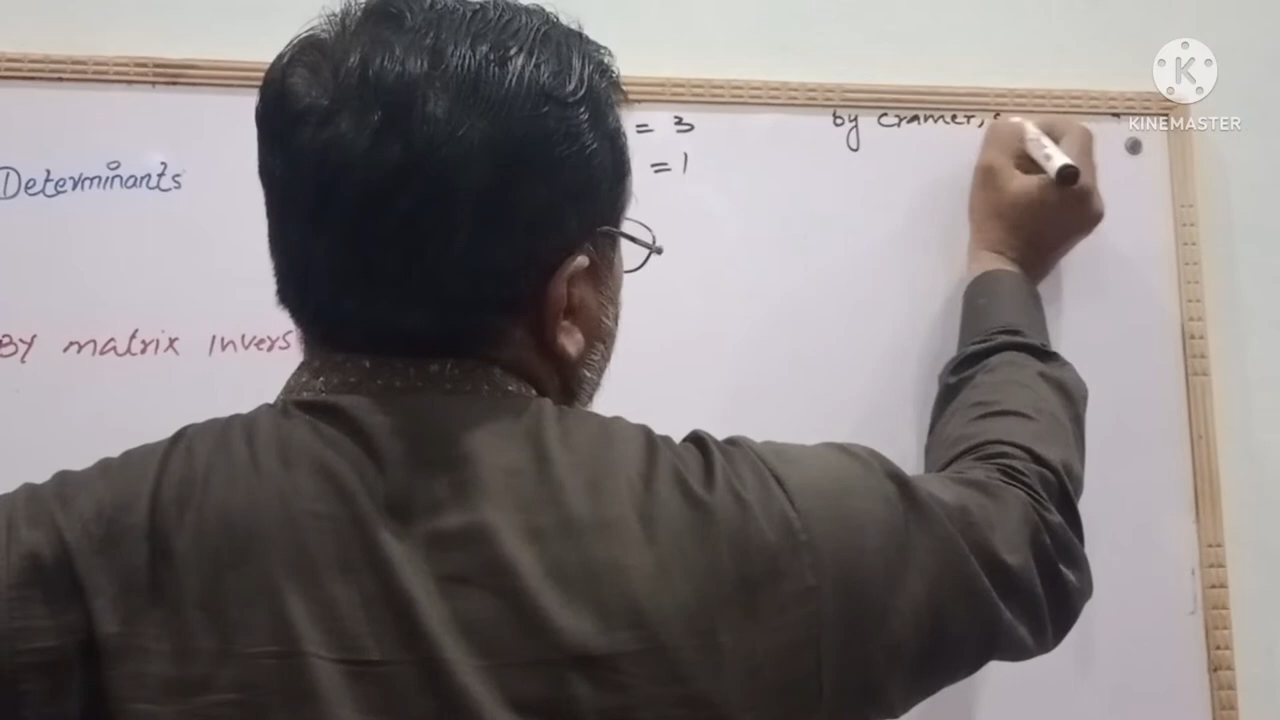 = 3
by cramer,s
= 1
Determinants
By matrix Invers
K
KINEMASTER